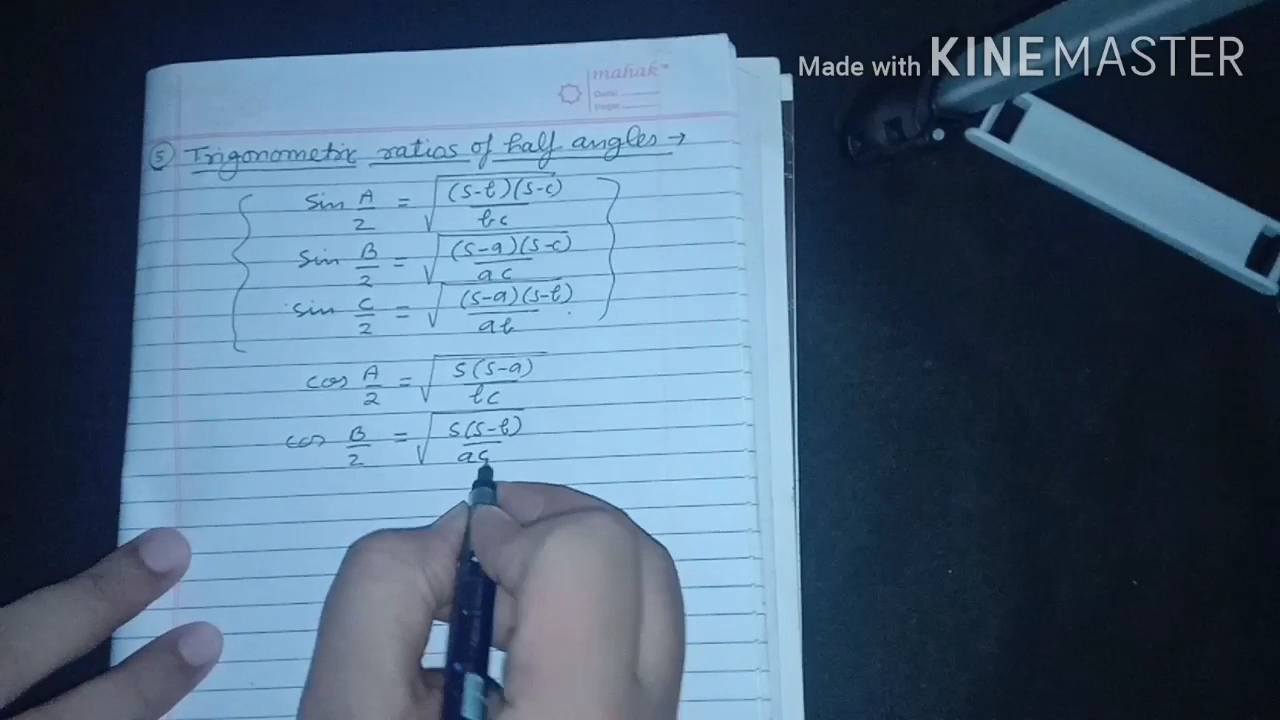 Made with KINEMASTER
mahak™
Date:
Page:
⑤ Trigonometric ratios of half angles →
sin A/2 = √((s-b)(s-c)/bc)
sin B/2 = √((s-a)(s-c)/ac)
sin C/2 = √((s-a)(s-b)/ab)
cos A/2 = √(s(s-a)/bc)
cos B/2 = √(s(s-b)/ac)